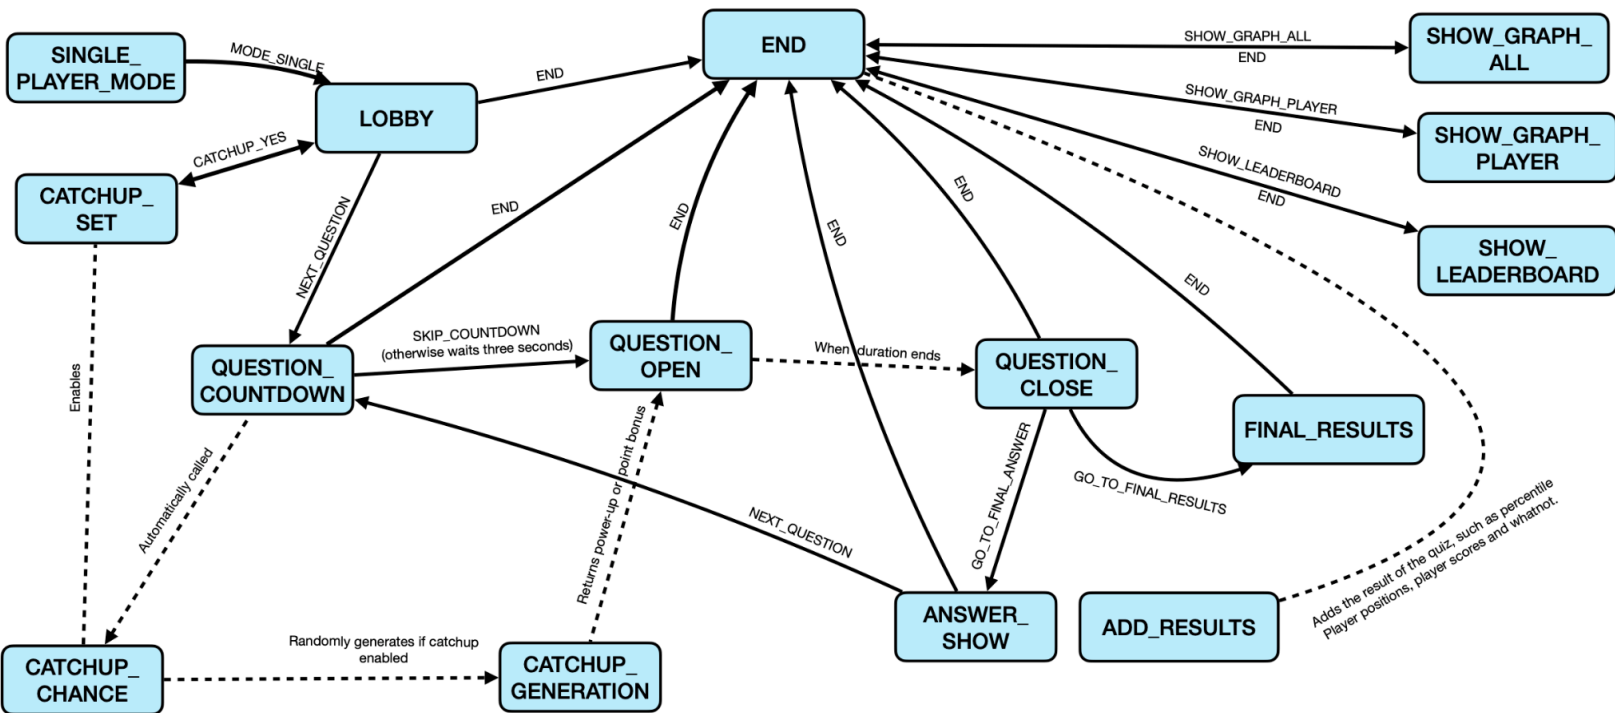 END
SHOW_GRAPH_ALL
END
SHOW_GRAPH_
ALL
SINGLE_
PLAYER_MODE
MODE_SINGLE
LOBBY
END
SHOW_GRAPH_PLAYER
END
SHOW_GRAPH_
PLAYER
CATCHUP_YES
CATCHUP_
SET
SHOW_LEADERBOARD
END
SHOW_
LEADERBOARD
NEXT_QUESTION
END
END
END
END
END
QUESTION_
COUNTDOWN
SKIP_COUNTDOWN
(otherwise waits three seconds)
QUESTION_
OPEN
When duration ends
QUESTION_
CLOSE
FINAL_RESULTS
Enables
Automatically called
Returns power-up or point bonus
NEXT_QUESTION
GO_TO_FINAL_ANSWER
GO_TO_FINAL_RESULTS
Adds the result of the quiz, such as percentile
Player positions, player scores and whatnot.
ANSWER_
SHOW
ADD_RESULTS
CATCHUP_
CHANCE
Randomly generates if catchup
enabled
CATCHUP_
GENERATION